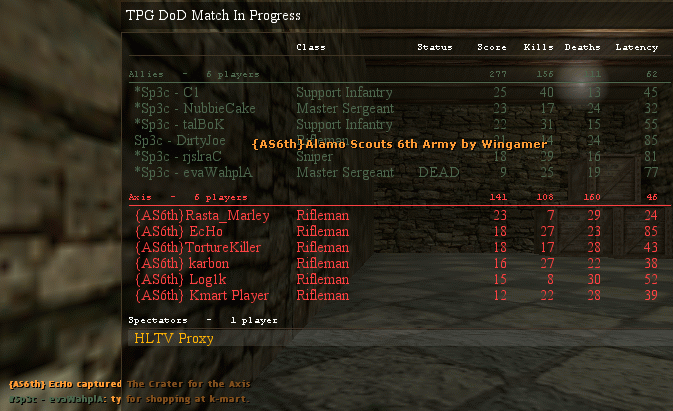 TPG DoD Match In Progress
Class Status Score Kills Deaths Latency
Allies - 6 players 277 156 111 62
*Sp3c - C1 Support Infantry 25 40 13 45
*Sp3c - NubbieCake Master Sergeant 23 17 24 32
*Sp3c - talBoK Support Infantry 22 31 15 55
Sp3c - DirtyJoe 24 85
{AS6th}Alamo Scouts 6th Army by Wingamer
*Sp3c - rjslraC Sniper 18 29 16 81
*Sp3c - evaWahplA Master Sergeant DEAD 9 25 19 77
Axis - 6 players 141 108 160 46
{AS6th}Rasta_Marley Rifleman 23 7 29 24
{AS6th} EcHo Rifleman 18 27 23 85
{AS6th}TortureKiller Rifleman 18 17 28 43
{AS6th} karbon Rifleman 16 27 22 38
{AS6th} Log1k Rifleman 15 8 30 52
{AS6th} Kmart Player Rifleman 12 22 28 39
Spectators - 1 player
HLTV Proxy
{AS6th} EcHo captured The Crater for the Axis
*Sp3c - evaWahplA: ty for shopping at k-mart.